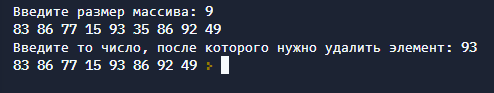 Введите размер массива: 9
83 86 77 15 93 35 86 92 49
Введите то число, после которого нужно удалить элемент: 93
83 86 77 15 93 86 92 49 >